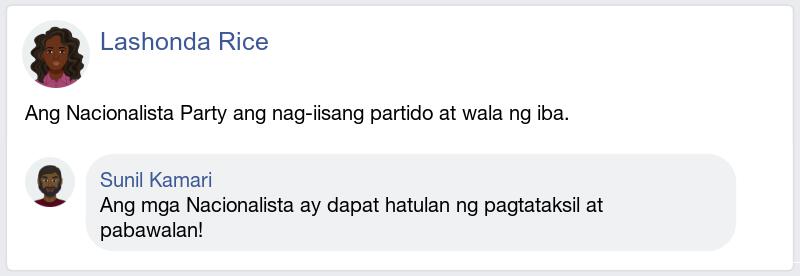 Lashonda Rice
Ang Nacionalista Party ang nag-iisang partido at wala ng iba.
Sunil Kamari
Ang mga Nacionalista ay dapat hatulan ng pagtataksil at
pabawalan!